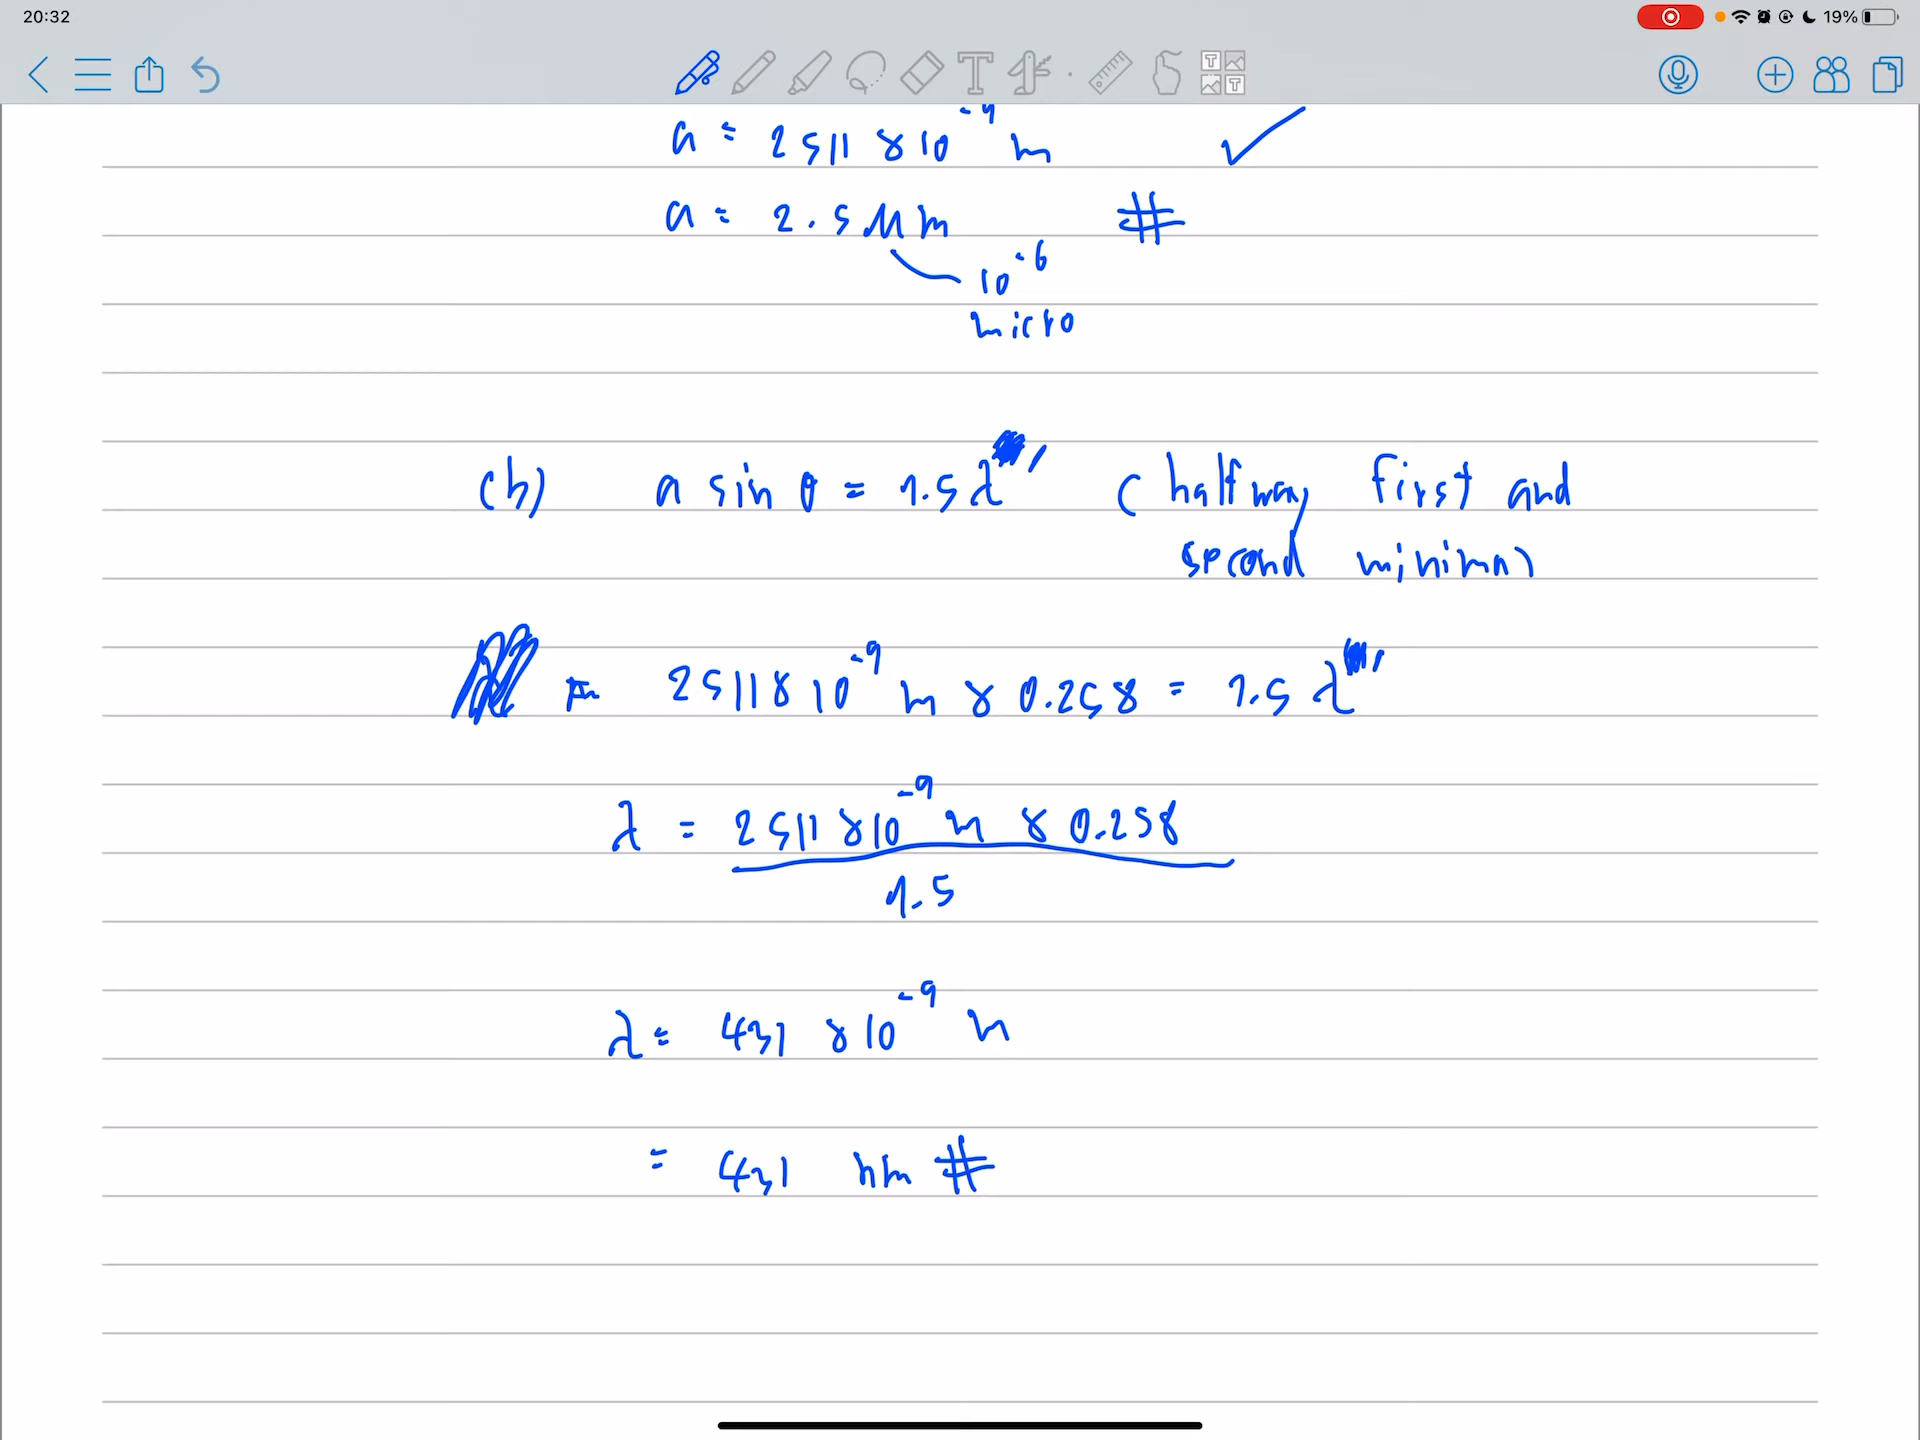 20:32
19%
a = 2511 x 10⁻⁹ m ✓
a = 2.5 μm #
10⁻⁶
micro
(b) a sin θ = 1.5 λ' ( halfway first and
second minima)
2511 x 10⁻⁹ m x 0.258 = 1.5 λ'
λ = 2511 x 10⁻⁹ m x 0.258
1.5
λ = 431 x 10⁻⁹ m
= 431 nm #